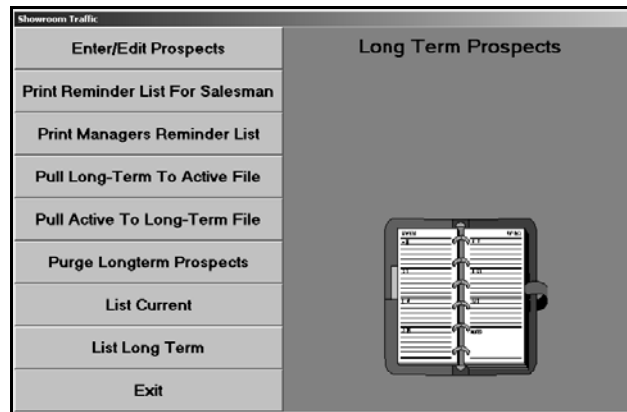 Showroom Traffic
Enter/Edit Prospects
Long Term Prospects
Print Reminder List For Salesman
Print Managers Reminder List
Pull Long-Term To Active File
Pull Active To Long-Term File
Purge Longterm Prospects
List Current
List Long Term
Exit